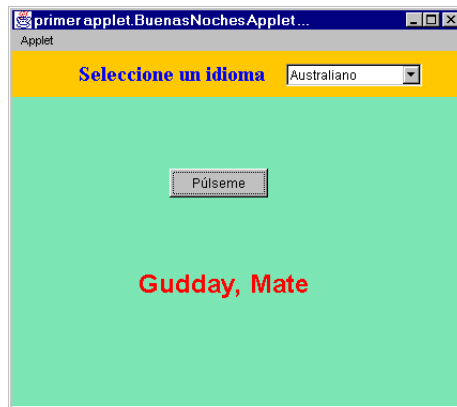 primer applet.BuenasNochesApplet...
Applet
Seleccione un idioma Australiano
Púlseme
Gudday, Mate